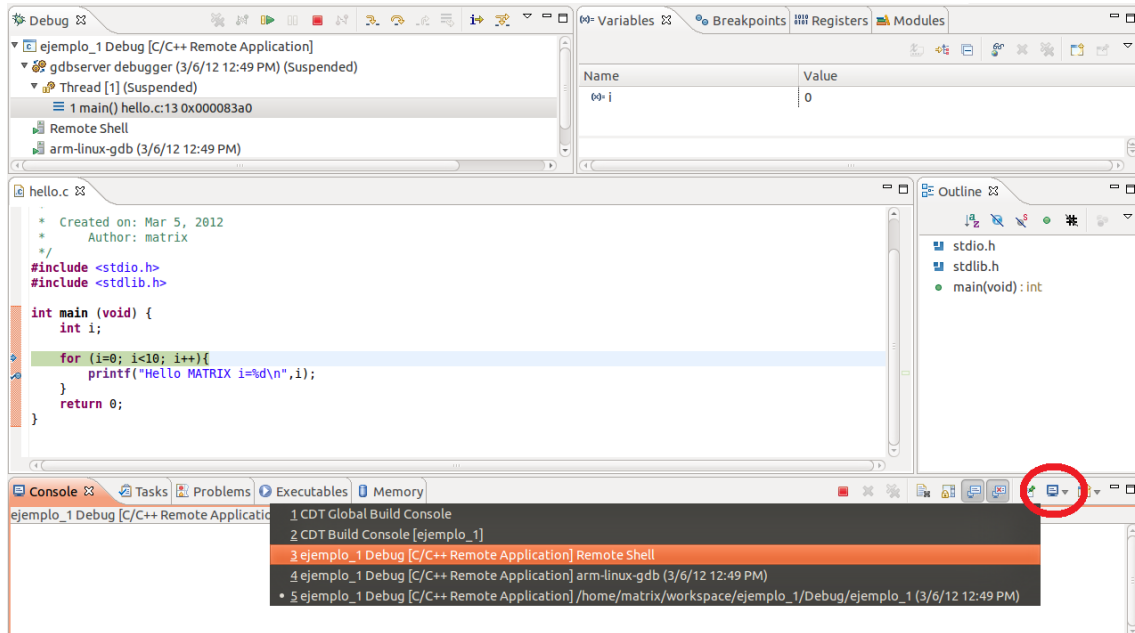 Debug
ejemplo_1 Debug [C/C++ Remote Application]
gdbserver debugger (3/6/12 12:49 PM) (Suspended)
Thread [1] (Suspended)
1 main() hello.c:13 0x000083a0
Remote Shell
arm-linux-gdb (3/6/12 12:49 PM)
(x)= Variables Breakpoints 1010 0101 Registers Modules
Name Value
(x)= i 0
hello.c
* Created on: Mar 5, 2012
* Author: matrix
*/
#include <stdio.h>
#include <stdlib.h>
int main (void) {
int i;
for (i=0; i<10; i++){
printf("Hello MATRIX i=%d\n",i);
}
return 0;
}
Outline
stdio.h
stdlib.h
main(void) : int
Console Tasks Problems Executables Memory
ejemplo_1 Debug [C/C++ Remote Applicatio
1 CDT Global Build Console
2 CDT Build Console [ejemplo_1]
3 ejemplo_1 Debug [C/C++ Remote Application] Remote Shell
4 ejemplo_1 Debug [C/C++ Remote Application] arm-linux-gdb (3/6/12 12:49 PM)
• 5 ejemplo_1 Debug [C/C++ Remote Application] /home/matrix/workspace/ejemplo_1/Debug/ejemplo_1 (3/6/12 12:49 PM)